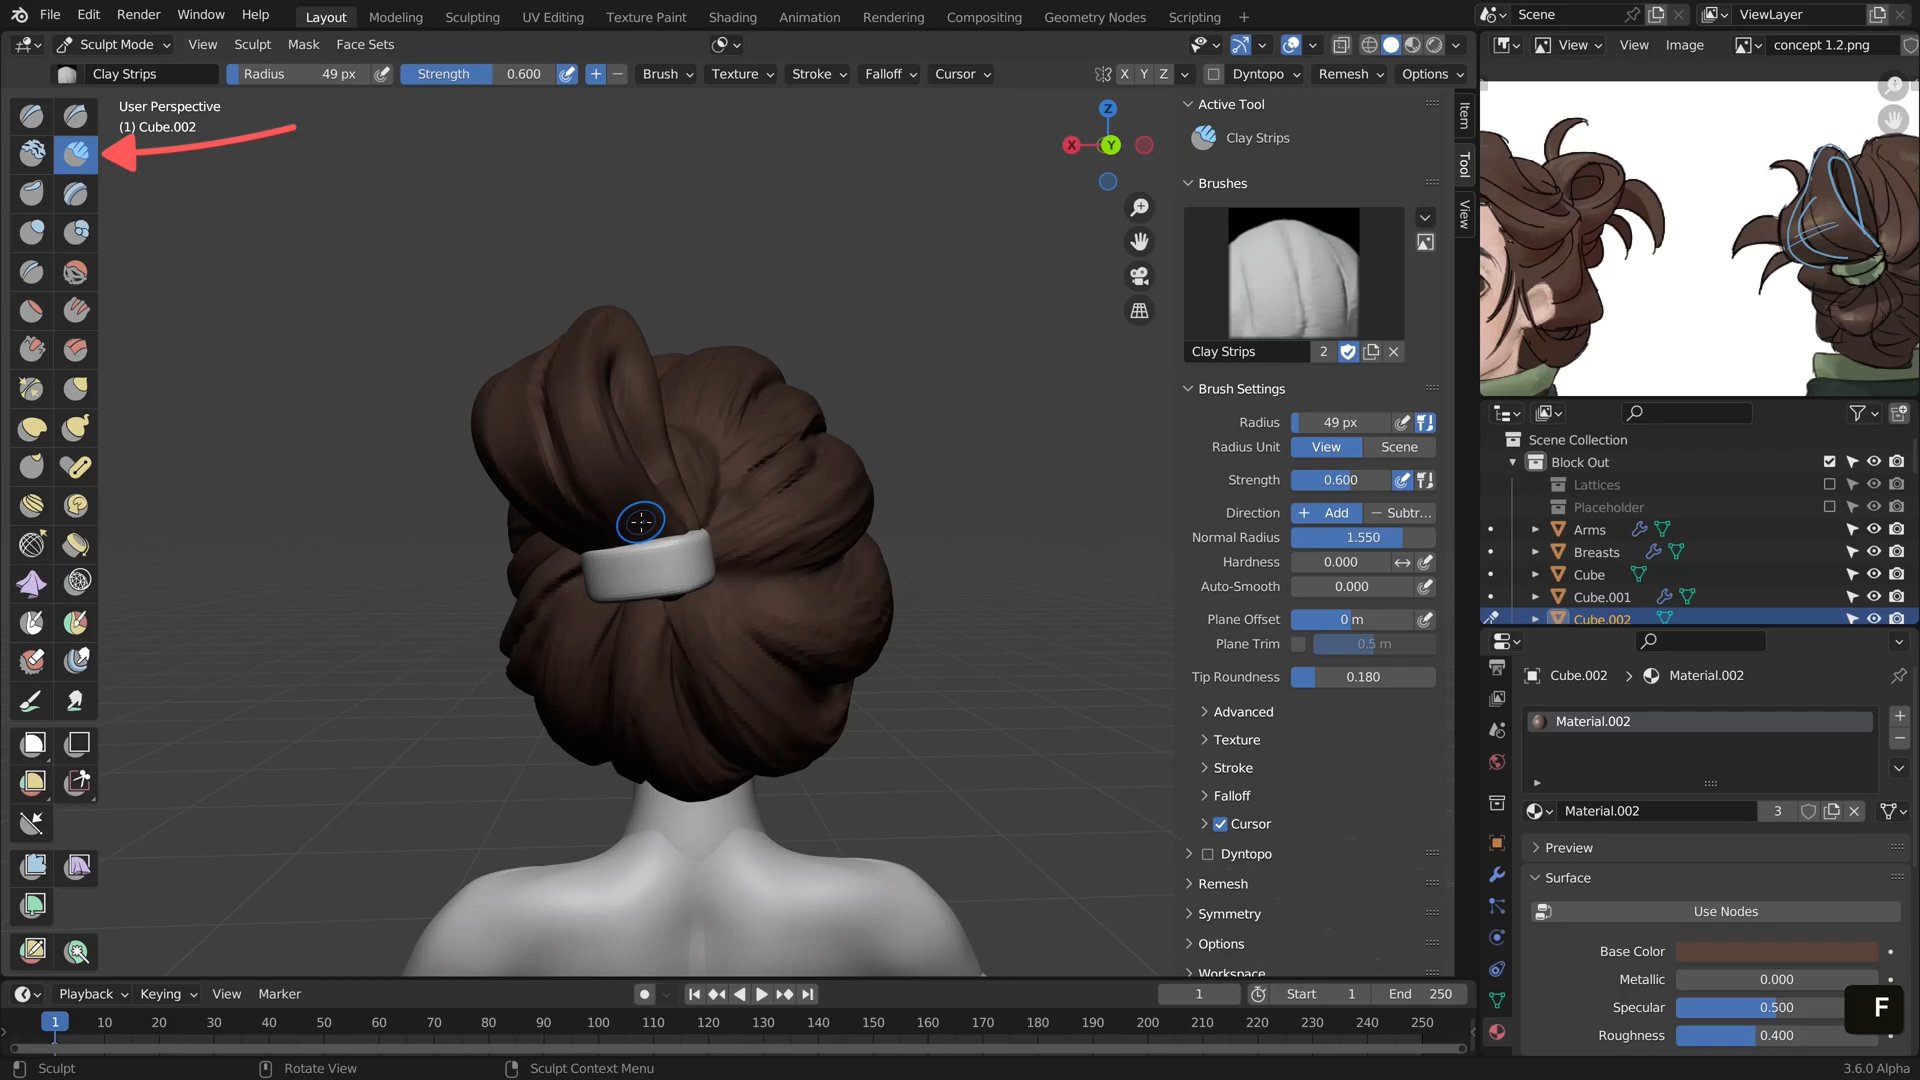 File Edit Render Window Help Layout Modeling Sculpting UV Editing Texture Paint Shading Animation Rendering Compositing Geometry Nodes Scripting + Scene ViewLayer
Sculpt Mode View Sculpt Mask Face Sets View View Image concept 1.2.png
Clay Strips Radius 49 px Strength 0.600 + − Brush Texture Stroke Falloff Cursor X Y Z Dyntopo Remesh Options
User Perspective
(1) Cube.002
Z
X
Y
Item
Tool
View
Active Tool
Clay Strips
Brushes
Clay Strips 2
Brush Settings
Radius 49 px
Radius Unit View Scene
Strength 0.600
Direction + Add − Subtr...
Normal Radius 1.550
Hardness 0.000
Auto-Smooth 0.000
Plane Offset 0 m
Plane Trim 0.5 m
Tip Roundness 0.180
Advanced
Texture
Stroke
Falloff
Cursor
Dyntopo
Remesh
Symmetry
Options
Workspace
Scene Collection
Block Out
Lattices
Placeholder
Arms
Breasts
Cube
Cube.001
Cube.002
Cube.002 > Material.002
Material.002
Material.002 3
Preview
Surface
Use Nodes
Base Color
Metallic 0.000
Specular 0.500
Roughness 0.400
F
Playback Keying View Marker 1 Start 1 End 250
1 10 20 30 40 50 60 70 80 90 100 110 120 130 140 150 160 170 180 190 200 210 220 230 240 250
Sculpt Rotate View Sculpt Context Menu 3.6.0 Alpha